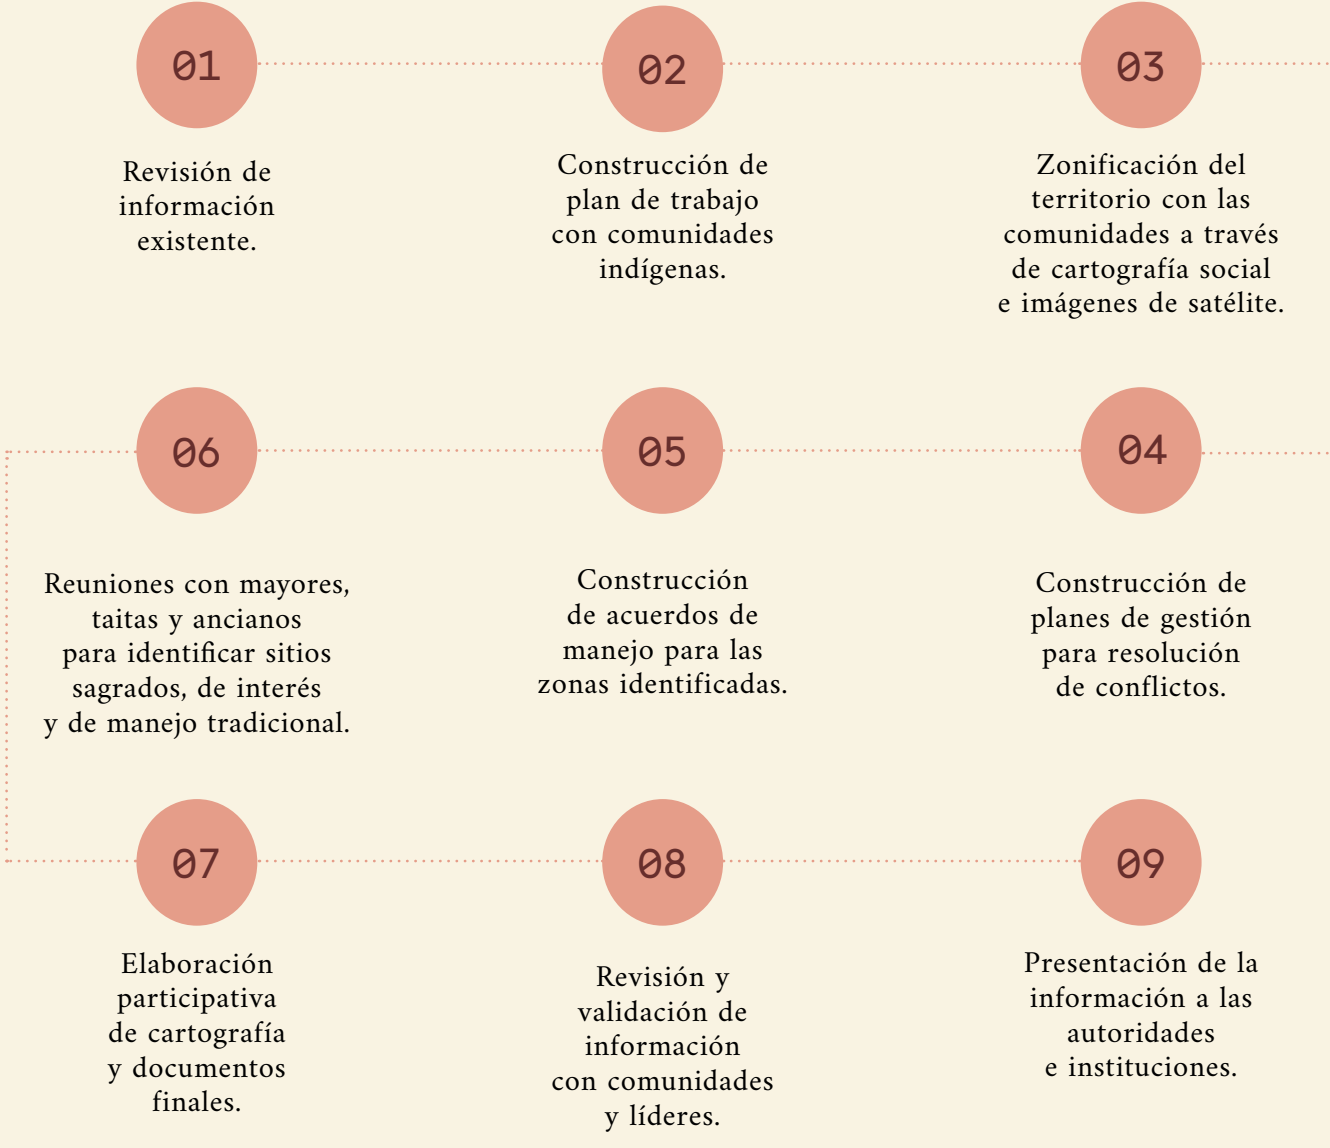 01
Revisión de
información
existente.
02
Construcción de
plan de trabajo
con comunidades
indígenas.
03
Zonificación del
territorio con las
comunidades a través
de cartografía social
e imágenes de satélite.
04
Construcción de
planes de gestión
para resolución
de conflictos.
05
Construcción
de acuerdos de
manejo para las
zonas identificadas.
06
Reuniones con mayores,
taitas y ancianos
para identificar sitios
sagrados, de interés
y de manejo tradicional.
07
Elaboración
participativa
de cartografía
y documentos
finales.
08
Revisión y
validación de
información
con comunidades
y líderes.
09
Presentación de la
información a las
autoridades
e instituciones.